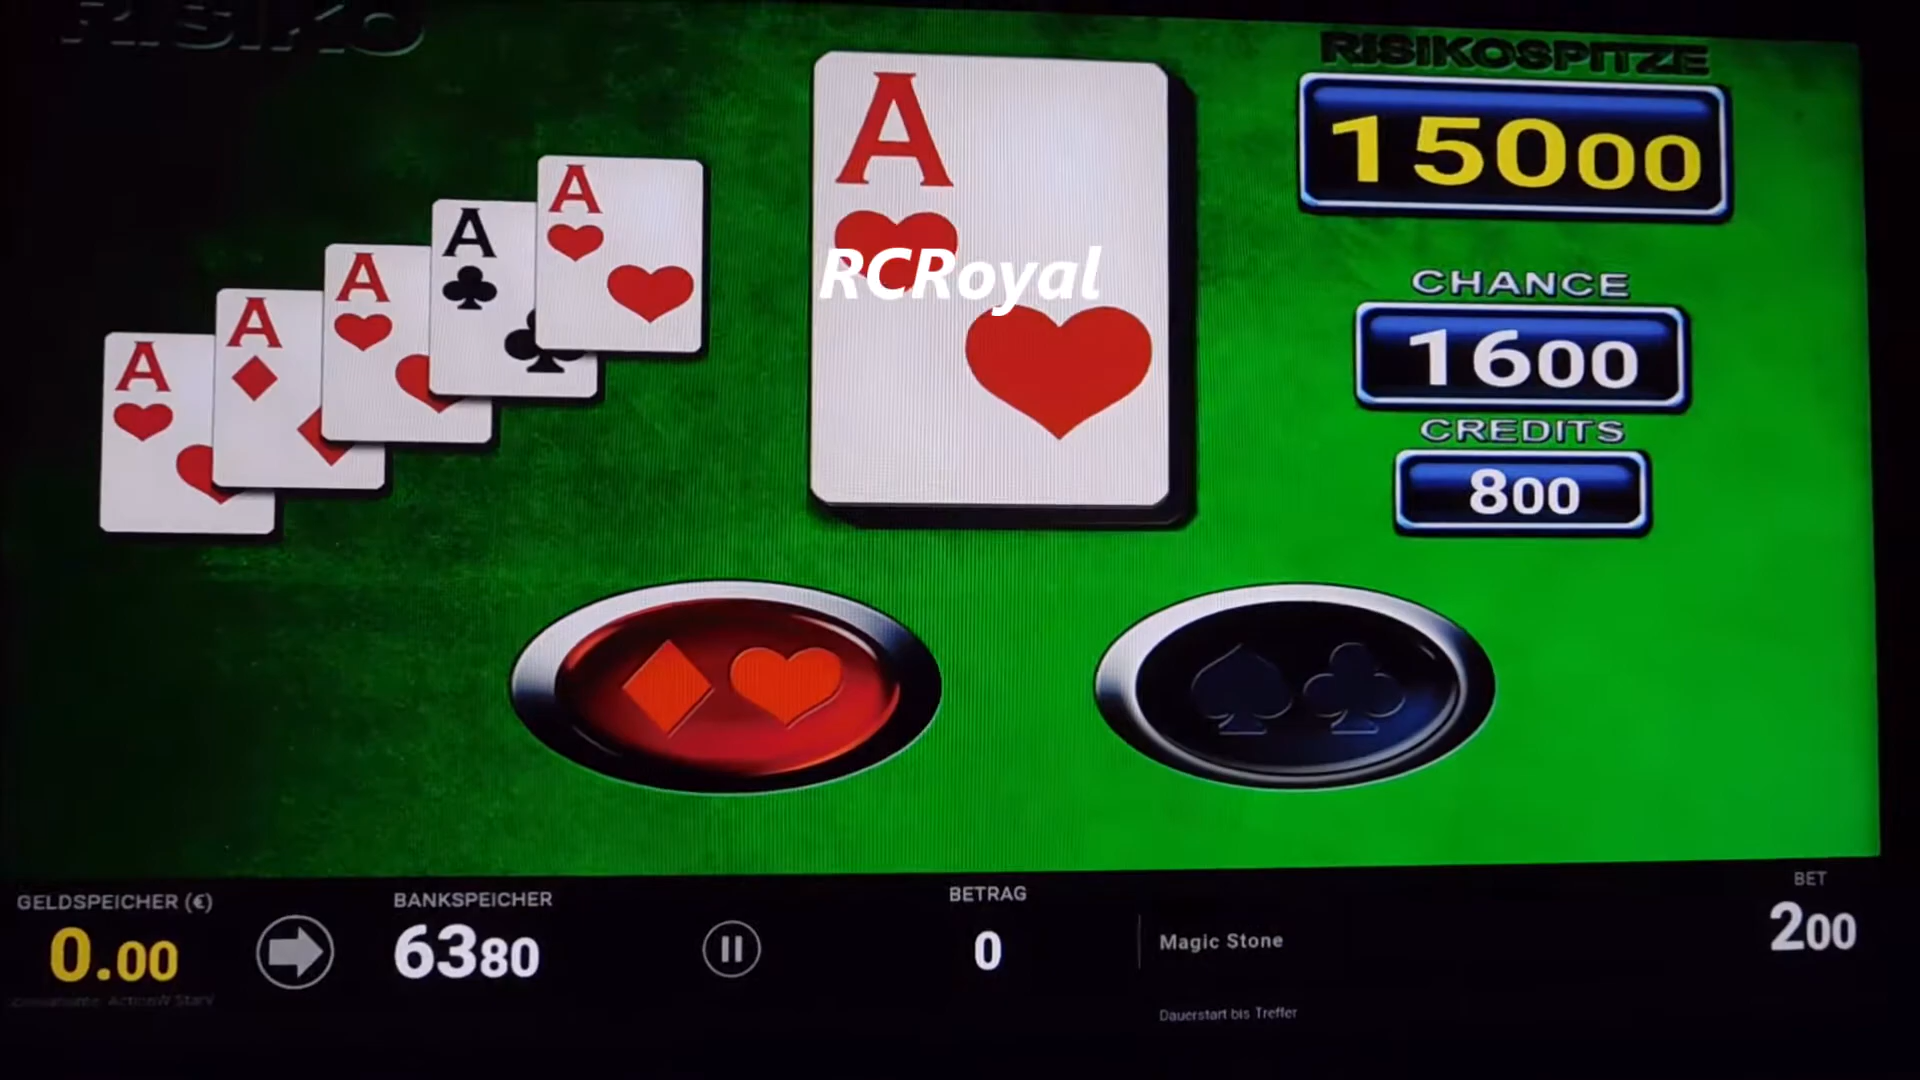 RISIKO
RISIKOSPITZE
15000
A
A
A
A
A
A
RCRoyal
CHANCE
1600
CREDITS
800
GELDSPEICHER (€)
0.00
BANKSPEICHER
6380
BETRAG
0
Magic Stone
Dauerstart bis Treffer
BET
200